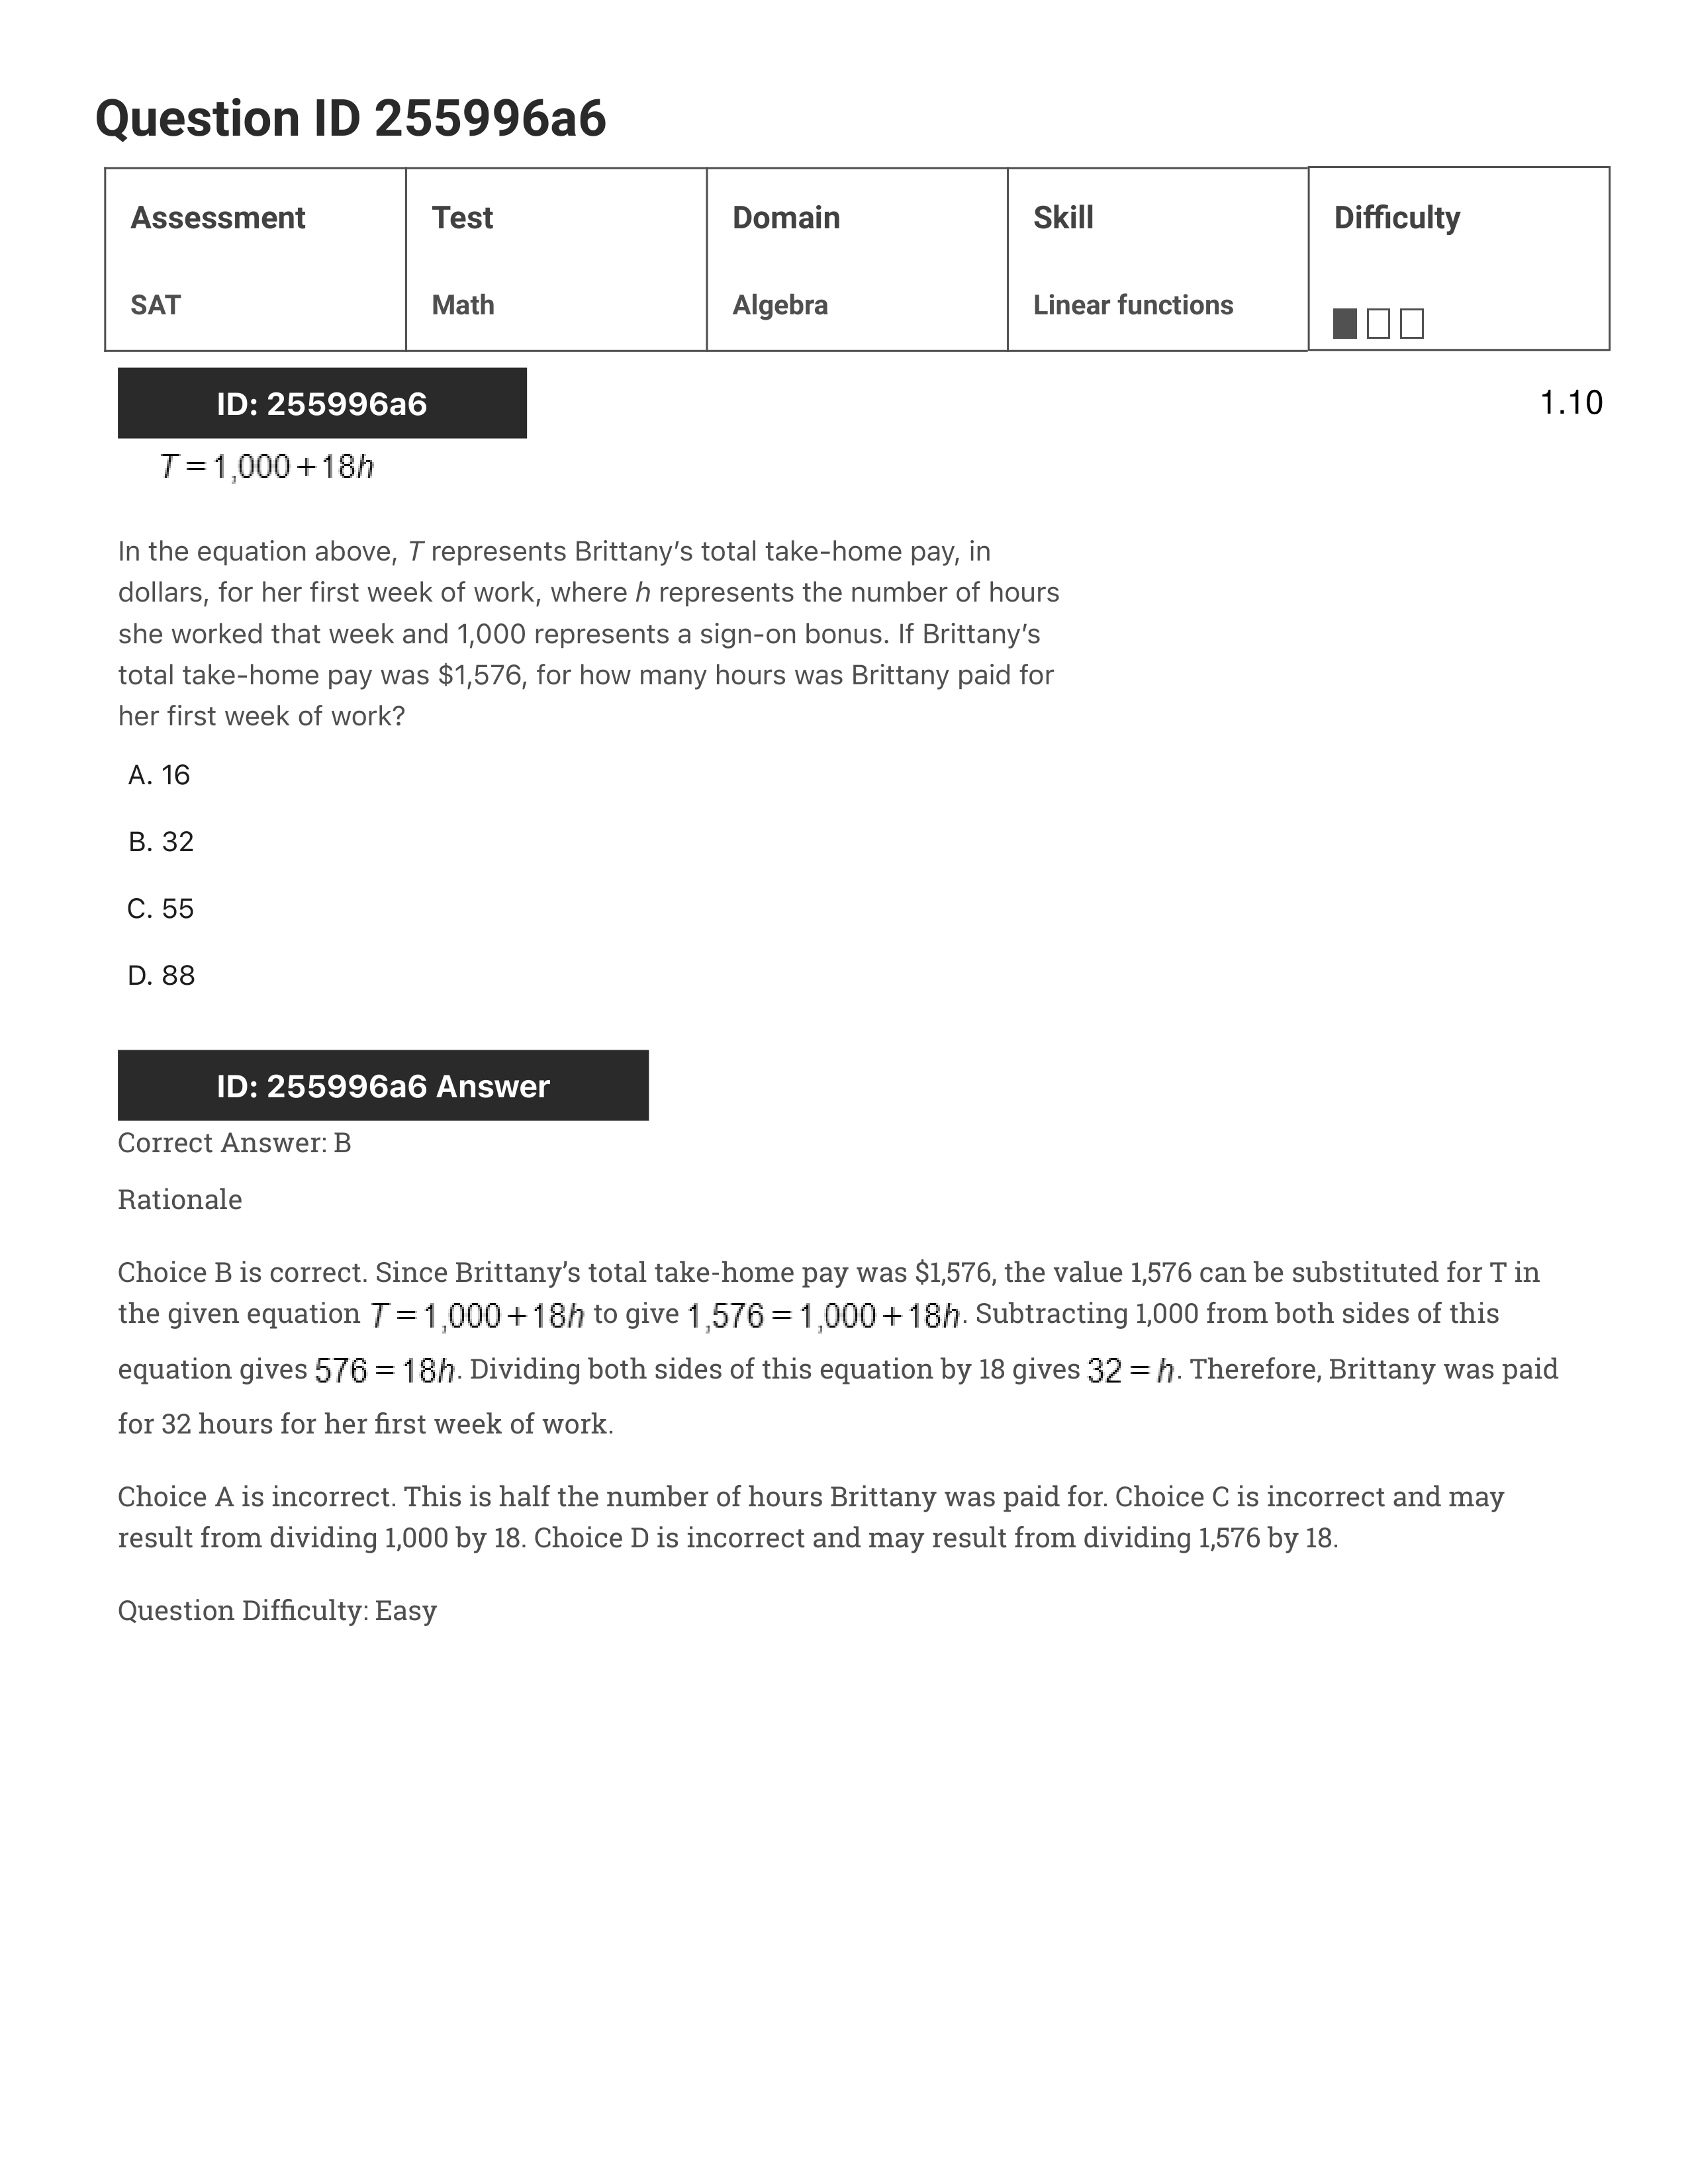 Question ID 255996a6
Assessment Test Domain Skill Difficulty
SAT Math Algebra Linear functions
ID: 255996a6 1.10
T = 1,000 + 18h
In the equation above, T represents Brittany’s total take-home pay, in
dollars, for her first week of work, where h represents the number of hours
she worked that week and 1,000 represents a sign-on bonus. If Brittany’s
total take-home pay was $1,576, for how many hours was Brittany paid for
her first week of work?
A. 16
B. 32
C. 55
D. 88
ID: 255996a6 Answer
Correct Answer: B
Rationale
Choice B is correct. Since Brittany’s total take-home pay was $1,576, the value 1,576 can be substituted for T in
the given equation T = 1,000 + 18h to give 1,576 = 1,000 + 18h. Subtracting 1,000 from both sides of this
equation gives 576 = 18h. Dividing both sides of this equation by 18 gives 32 = h. Therefore, Brittany was paid
for 32 hours for her first week of work.
Choice A is incorrect. This is half the number of hours Brittany was paid for. Choice C is incorrect and may
result from dividing 1,000 by 18. Choice D is incorrect and may result from dividing 1,576 by 18.
Question Difficulty: Easy